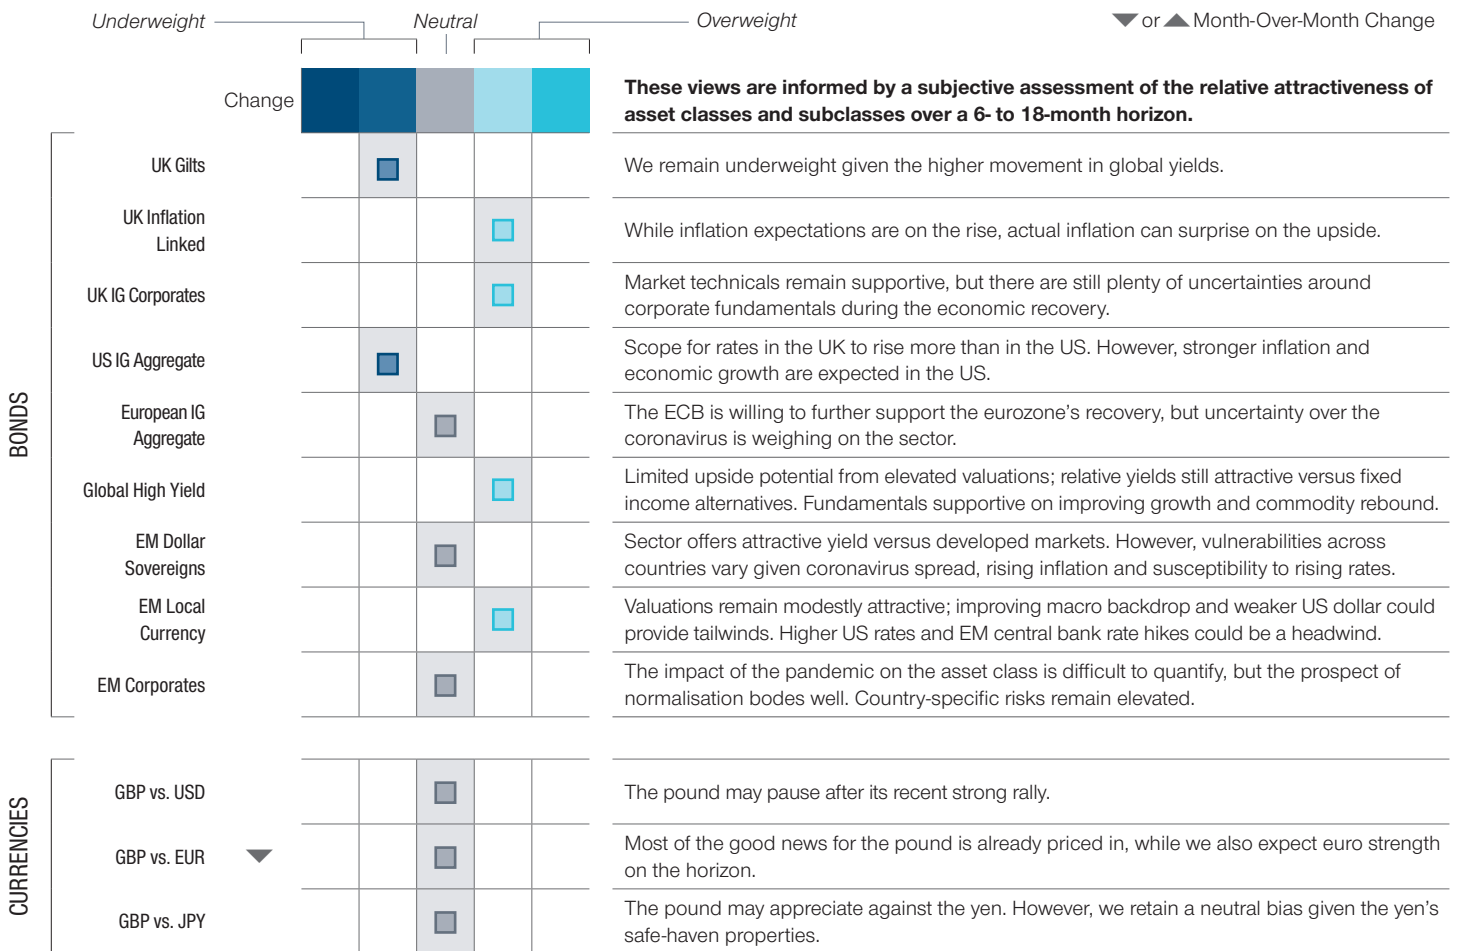 Underweight
Neutral
Overweight
▼ or ▲ Month-Over-Month Change
Change
These views are informed by a subjective assessment of the relative attractiveness of
asset classes and subclasses over a 6- to 18-month horizon.
BONDS
UK Gilts
We remain underweight given the higher movement in global yields.
UK Inflation
Linked
While inflation expectations are on the rise, actual inflation can surprise on the upside.
UK IG Corporates
Market technicals remain supportive, but there are still plenty of uncertainties around
corporate fundamentals during the economic recovery.
US IG Aggregate
Scope for rates in the UK to rise more than in the US. However, stronger inflation and
economic growth are expected in the US.
European IG
Aggregate
The ECB is willing to further support the eurozone's recovery, but uncertainty over the
coronavirus is weighing on the sector.
Global High Yield
Limited upside potential from elevated valuations; relative yields still attractive versus fixed
income alternatives. Fundamentals supportive on improving growth and commodity rebound.
EM Dollar
Sovereigns
Sector offers attractive yield versus developed markets. However, vulnerabilities across
countries vary given coronavirus spread, rising inflation and susceptibility to rising rates.
EM Local
Currency
Valuations remain modestly attractive; improving macro backdrop and weaker US dollar could
provide tailwinds. Higher US rates and EM central bank rate hikes could be a headwind.
EM Corporates
The impact of the pandemic on the asset class is difficult to quantify, but the prospect of
normalisation bodes well. Country-specific risks remain elevated.
CURRENCIES
GBP vs. USD
The pound may pause after its recent strong rally.
GBP vs. EUR ▼
Most of the good news for the pound is already priced in, while we also expect euro strength
on the horizon.
GBP vs. JPY
The pound may appreciate against the yen. However, we retain a neutral bias given the yen's
safe-haven properties.